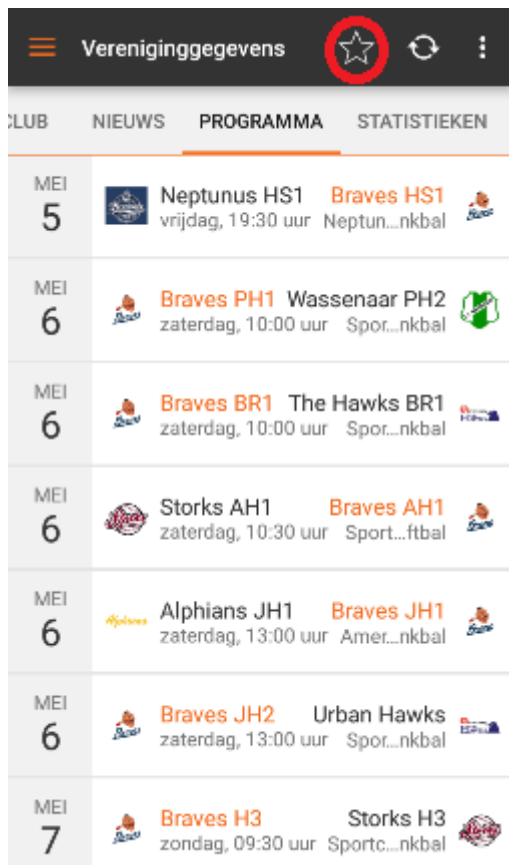 Vereniginggegevens
CLUB NIEUWS PROGRAMMA STATISTIEKEN
MEI
5
Neptunus HS1 Braves HS1
vrijdag, 19:30 uur Neptun...nkbal
MEI
6
Braves PH1 Wassenaar PH2
zaterdag, 10:00 uur Spor...nkbal
MEI
6
Braves BR1 The Hawks BR1
zaterdag, 10:00 uur Spor...nkbal
MEI
6
Storks AH1 Braves AH1
zaterdag, 10:30 uur Sport...ftbal
MEI
6
Alphians
Alphians JH1 Braves JH1
zaterdag, 13:00 uur Amer...nkbal
MEI
6
Braves JH2 Urban Hawks
zaterdag, 13:00 uur Spor...nkbal
MEI
7
Braves H3 Storks H3
zondag, 09:30 uur Sportc...nkbal